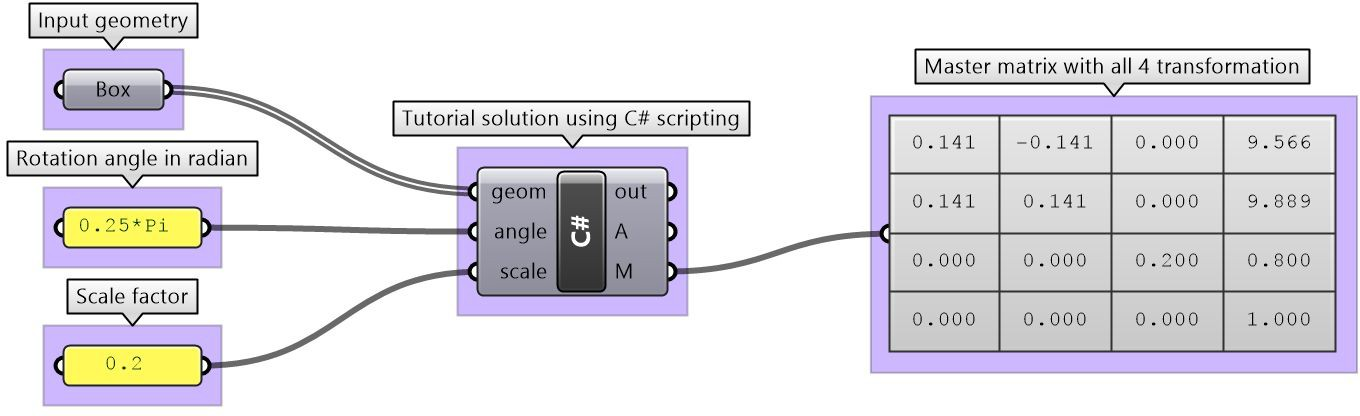 Input geometry
Box
Rotation angle in radian
0.25*Pi
Scale factor
0.2
Tutorial solution using C# scripting
geom
angle
scale
C#
out
A
M
Master matrix with all 4 transformation
0.141 -0.141 0.000 9.566
0.141 0.141 0.000 9.889
0.000 0.000 0.200 0.800
0.000 0.000 0.000 1.000